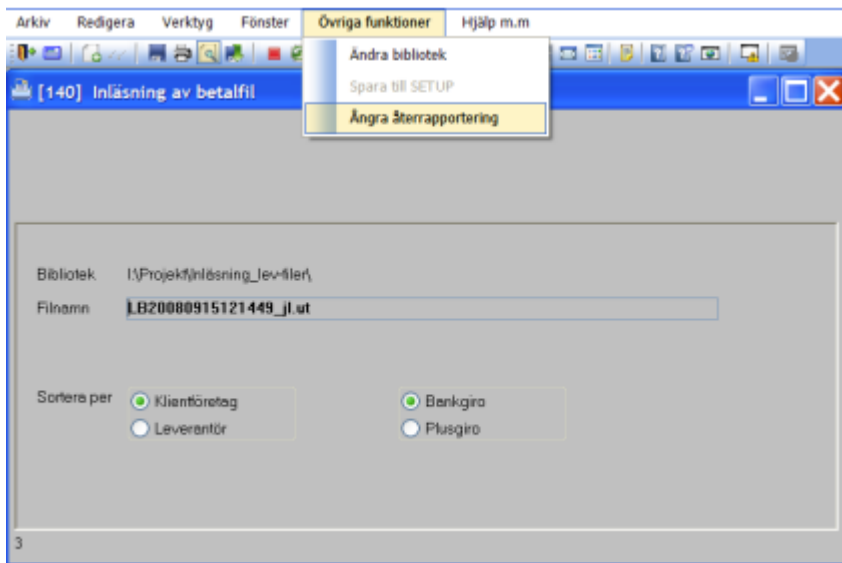 Arkiv Redigera Verktyg Fönster Övriga funktioner Hjälp m.m
Ändra bibliotek
Spara till SETUP
Ångra återrapportering
[140] Inläsning av betalfil
Bibliotek I:\Projekt\Inläsning_lev-filer\,
Filnamn LB20080915121449_jl.ut
Sortera per Klientföretag Bankgiro
Leverantör Plusgiro
3